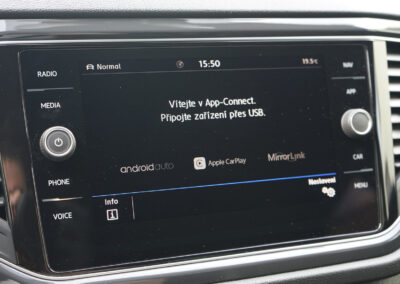 RADIO
Normal
15:50
19.5°C
NAV
MEDIA
APP
Vítejte v App-Connect.
Připojte zařízení přes USB.
androidauto
Apple CarPlay
MirrorLink
PHONE
CAR
Nastavení
MENU
VOICE
Info